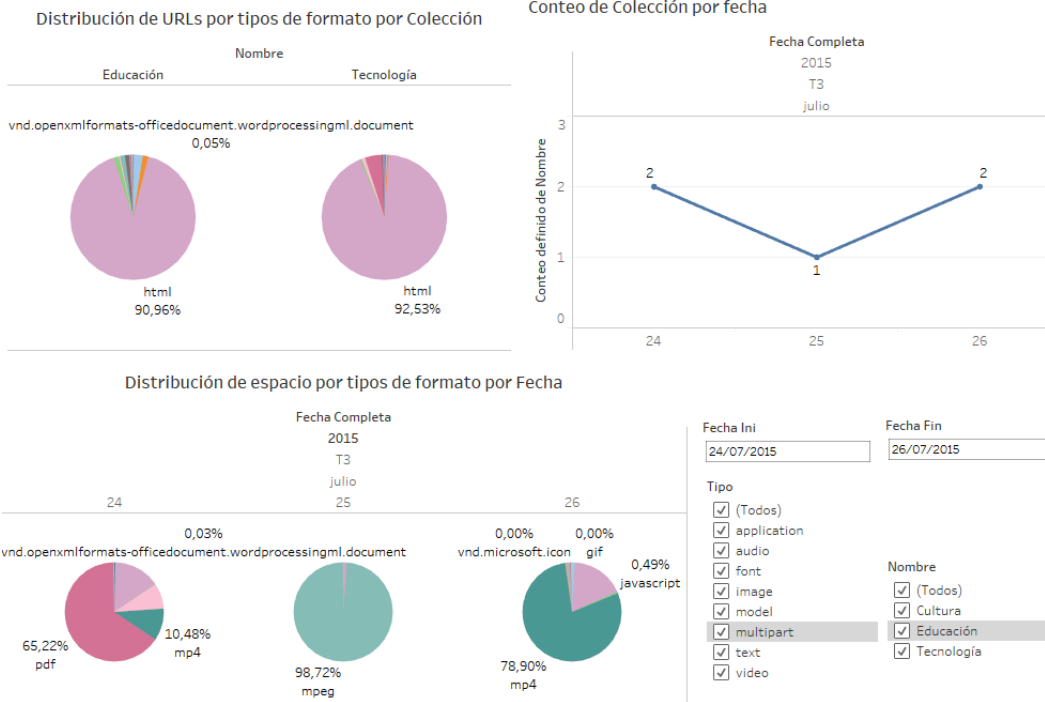 Distribución de URLs por tipos de formato por Colección
Nombre
Educación Tecnología
vnd.openxmlformats-officedocument.wordprocessingml.document
0,05%
html
90,96%
html
92,53%
Conteo de Colección por fecha
Fecha Completa
2015
T3
julio
Conteo definido de Nombre
3
2
1
0
2
1
2
24 25 26
Distribución de espacio por tipos de formato por Fecha
Fecha Completa
2015
T3
julio
24 25 26
0,03%
vnd.openxmlformats-officedocument.wordprocessingml.document
65,22%
pdf
10,48%
mp4
98,72%
mpeg
0,00%
vnd.microsoft.icon
0,00%
gif
0,49%
javascript
78,90%
mp4
Fecha Ini
24/07/2015
Fecha Fin
26/07/2015
Tipo
(Todos)
application
audio
font
image
model
multipart
text
video
Nombre
(Todos)
Cultura
Educación
Tecnología